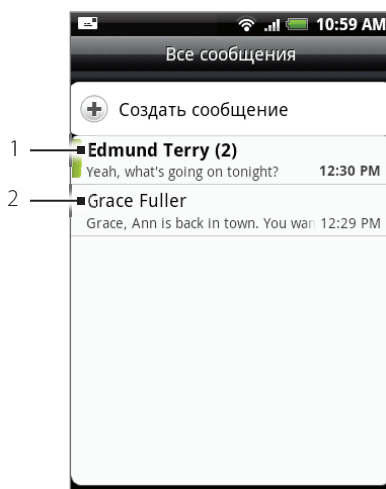 10:59 AM
Все сообщения
Создать сообщение
1 Edmund Terry (2)
Yeah, what's going on tonight? 12:30 PM
2 Grace Fuller
Grace, Ann is back in town. You wan 12:29 PM